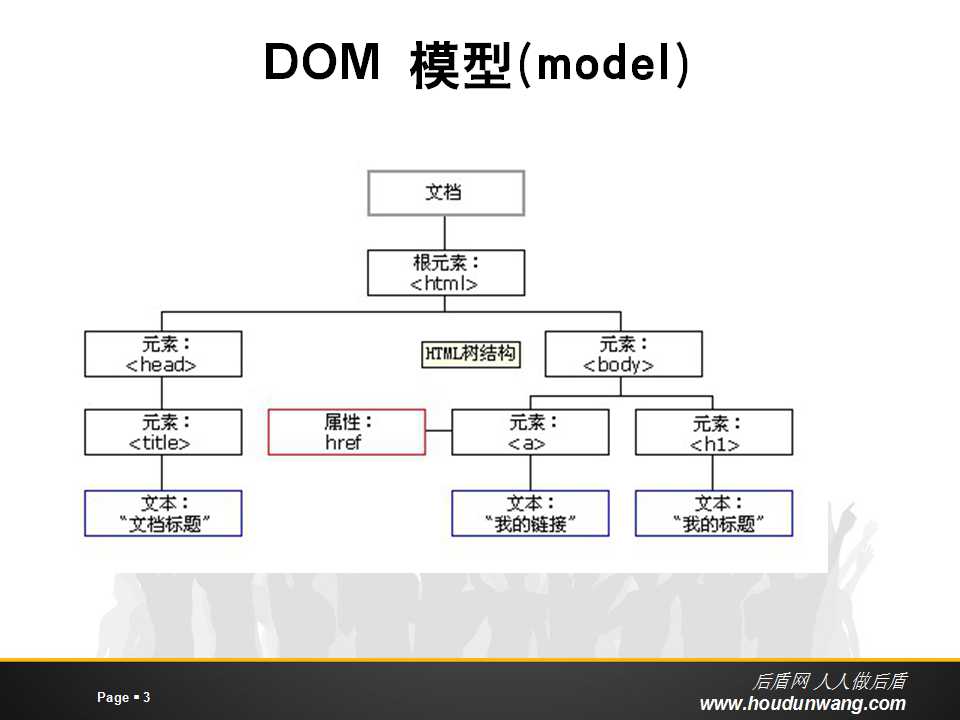 DOM 模型(model)
文档
根元素：
<html>
元素：
<head>
HTML树结构
元素：
<body>
元素：
<title>
属性：
href
元素：
<a>
元素：
<h1>
文本：
“文档标题”
文本：
“我的链接”
文本：
“我的标题”
Page ▪ 3
后盾网 人人做后盾
www.houdunwang.com